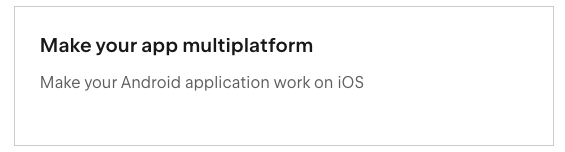 Make your app multiplatform
Make your Android application work on iOS